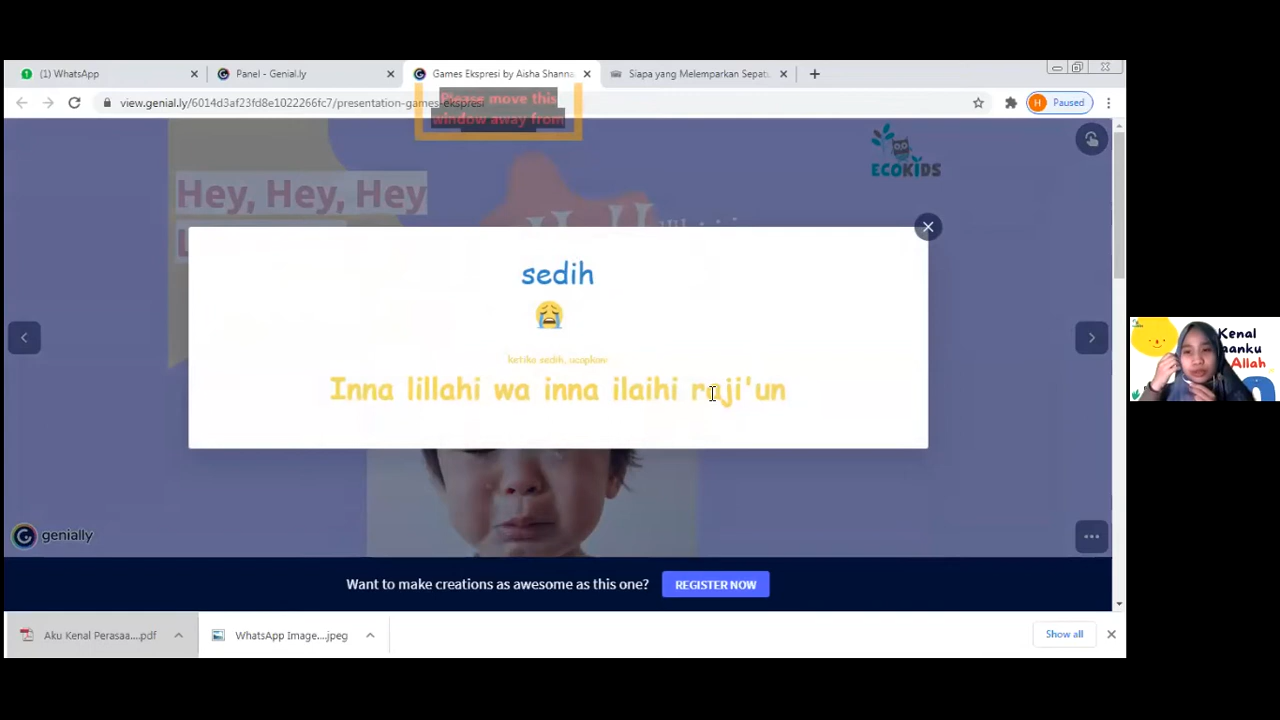 (1) WhatsApp
Panel - Genial.ly
Games Ekspresi by Aisha Shanna
Siapa yang Melemparkan Sepatu
view.genial.ly/6014d3af23fd8e1022266fc7/presentation-games-ekspresi
H Paused
Please move this
window away from
ECOKIDS
Hey, Hey, Hey
sedih
ketika sedih, ucapkan
Inna lillahi wa inna ilaihi raji'un
Kenal
Allah
genially
Want to make creations as awesome as this one? REGISTER NOW
Aku Kenal Perasaa....pdf
WhatsApp Image....jpeg
Show all